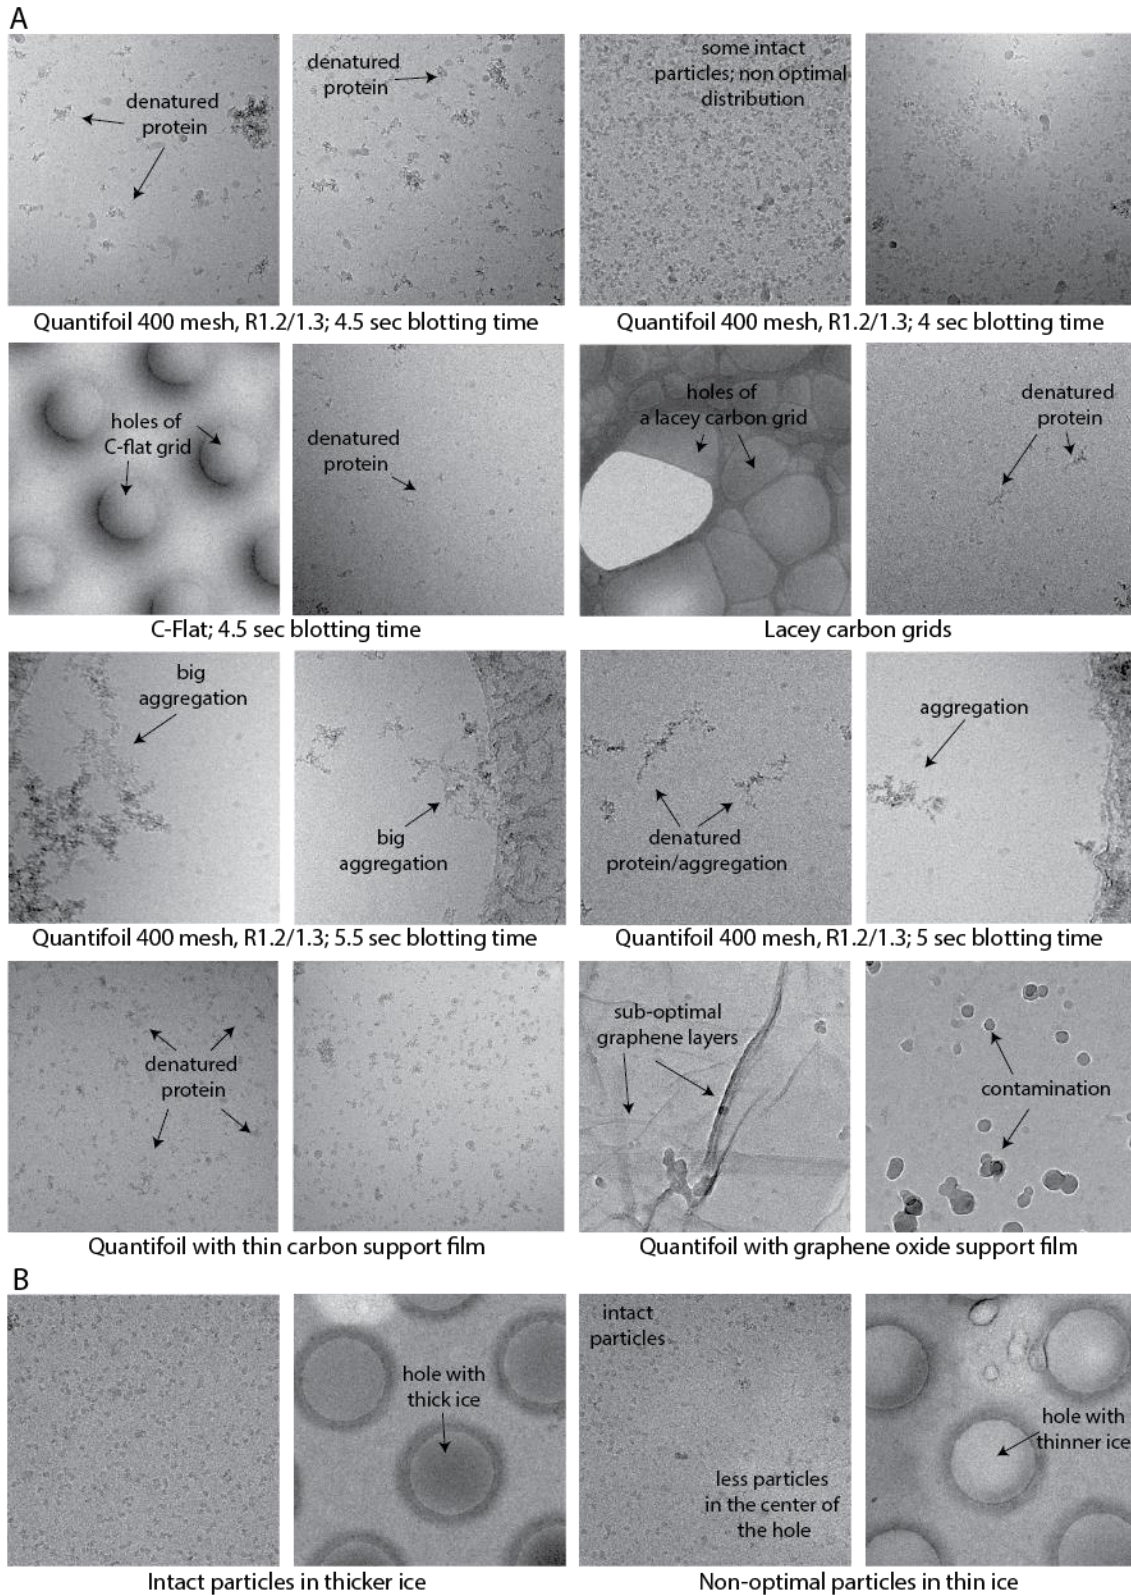 A
denatured
protein
denatured
protein
some intact
particles; non optimal
distribution
Quantifoil 400 mesh, R1.2/1.3; 4.5 sec blotting time
Quantifoil 400 mesh, R1.2/1.3; 4 sec blotting time
holes of
C-flat grid
denatured
protein
holes of
a lacey carbon grid
denatured
protein
C-Flat; 4.5 sec blotting time
Lacey carbon grids
big
aggregation
big
aggregation
denatured
protein/aggregation
aggregation
Quantifoil 400 mesh, R1.2/1.3; 5.5 sec blotting time
Quantifoil 400 mesh, R1.2/1.3; 5 sec blotting time
denatured
protein
sub-optimal
graphene layers
contamination
Quantifoil with thin carbon support film
Quantifoil with graphene oxide support film
B
hole with
thick ice
intact
particles
less particles
in the center of
the hole
hole with
thinner ice
Intact particles in thicker ice
Non-optimal particles in thin ice